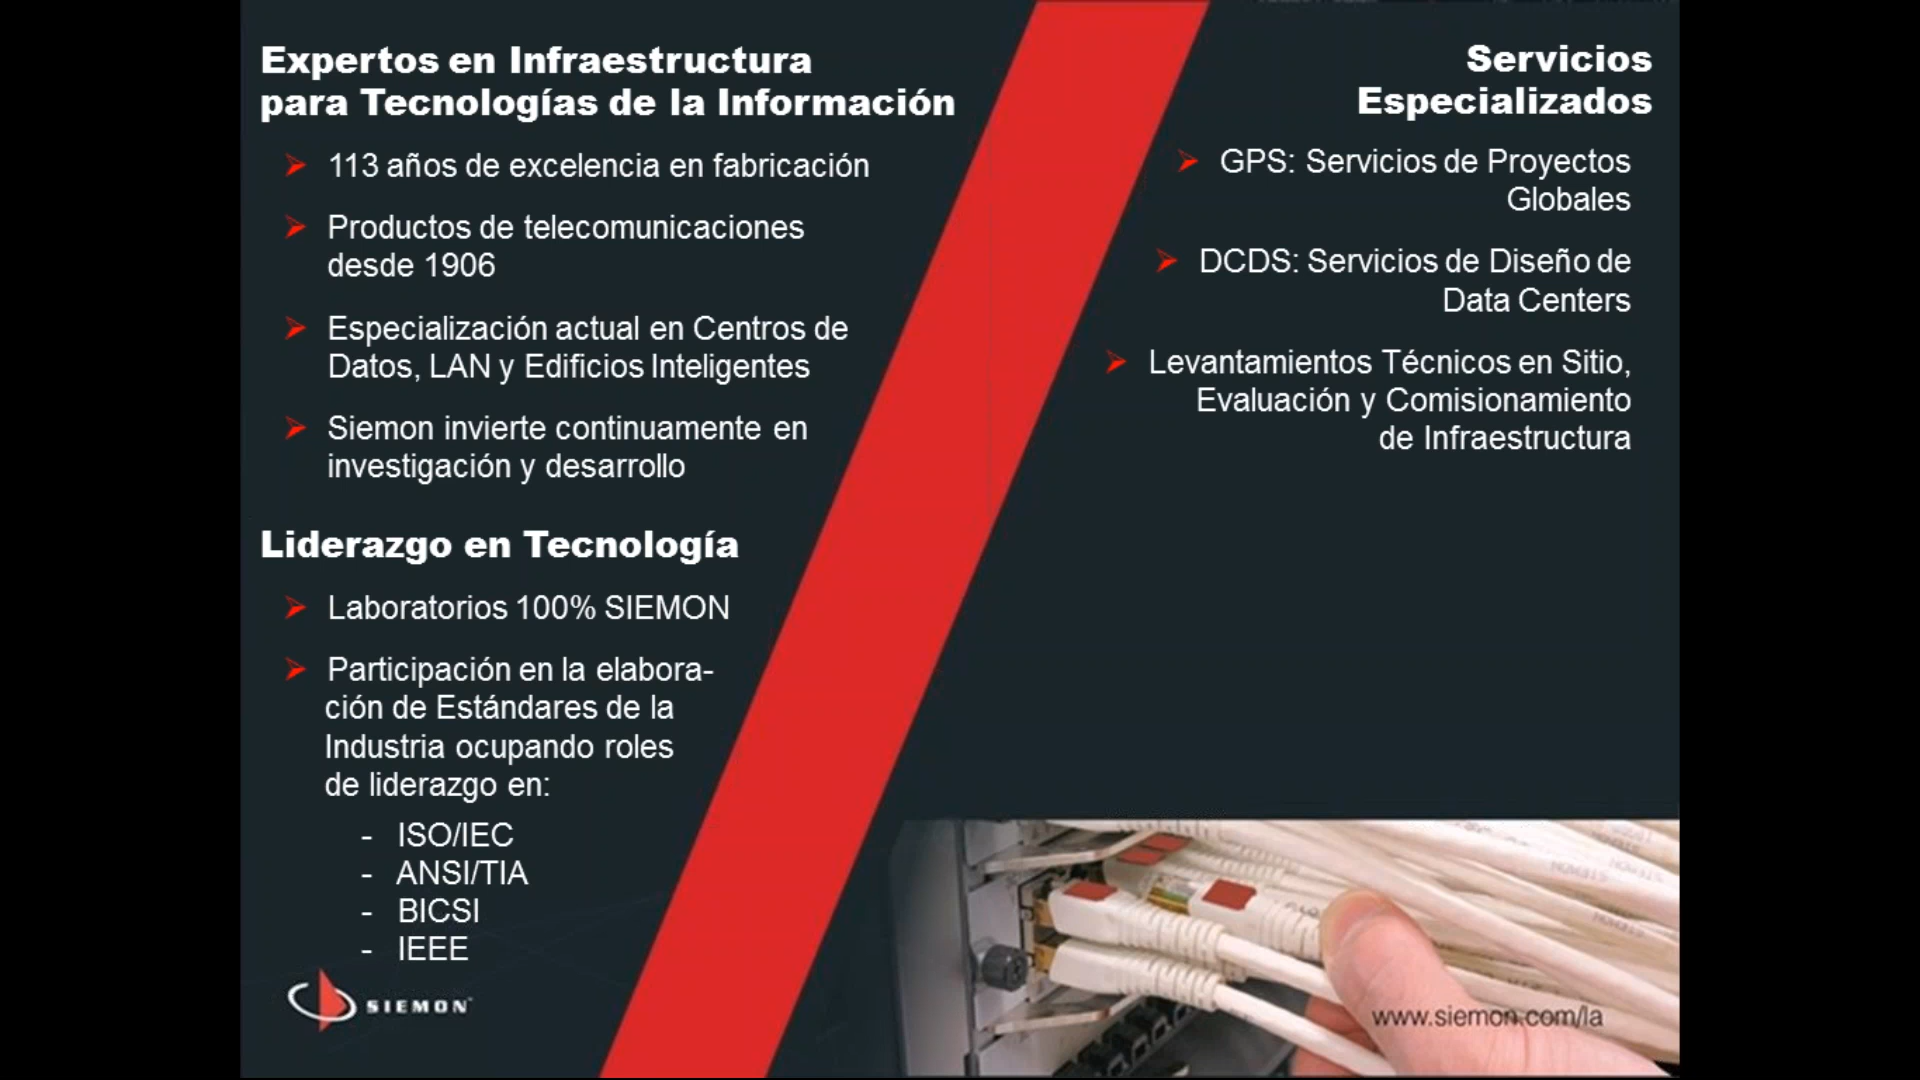 Expertos en Infraestructura
para Tecnologías de la Información
113 años de excelencia en fabricación
Productos de telecomunicaciones
desde 1906
Especialización actual en Centros de
Datos, LAN y Edificios Inteligentes
Siemon invierte continuamente en
investigación y desarrollo
Liderazgo en Tecnología
Laboratorios 100% SIEMON
Participación en la elabora-
ción de Estándares de la
Industria ocupando roles
de liderazgo en:
- ISO/IEC
- ANSI/TIA
- BICSI
- IEEE
SIEMON
Servicios
Especializados
GPS: Servicios de Proyectos
Globales
DCDS: Servicios de Diseño de
Data Centers
Levantamientos Técnicos en Sitio,
Evaluación y Comisionamiento
de Infraestructura
www.siemon.com/la